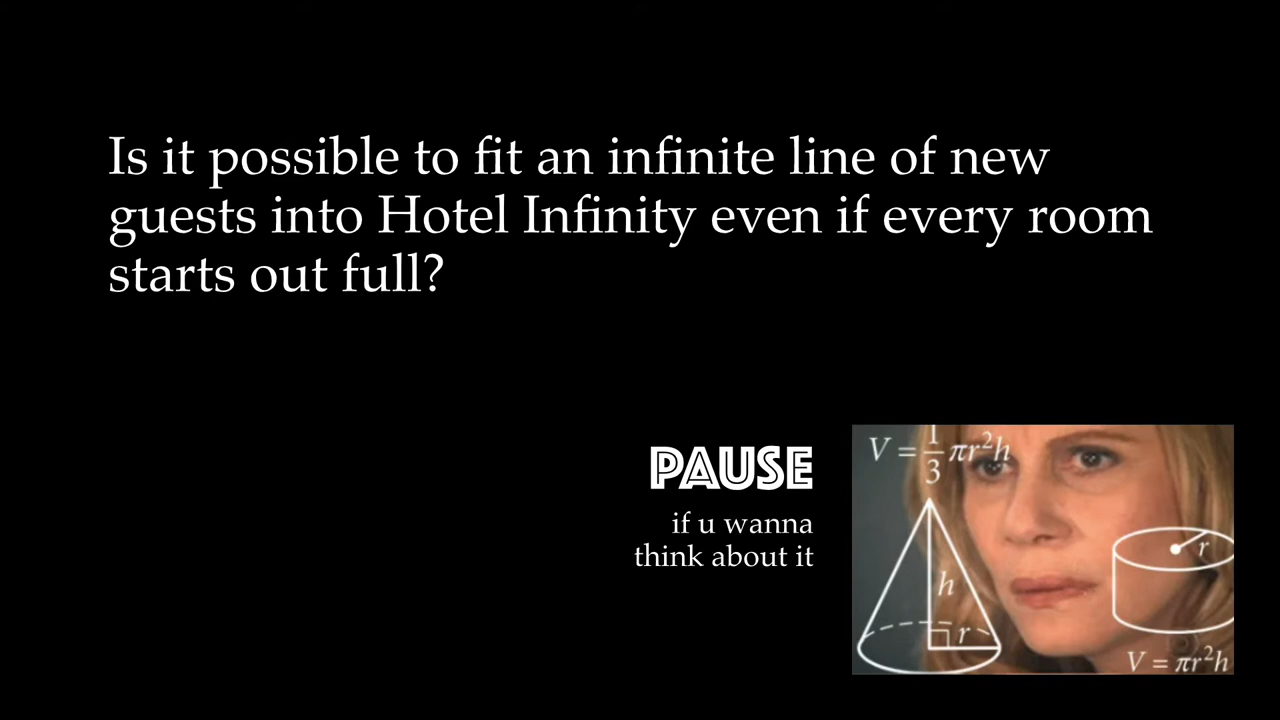 Is it possible to fit an infinite line of new
guests into Hotel Infinity even if every room
starts out full?
PAUSE
if u wanna
think about it
V = 1/3 πr²h
h
r
r
V = πr²h